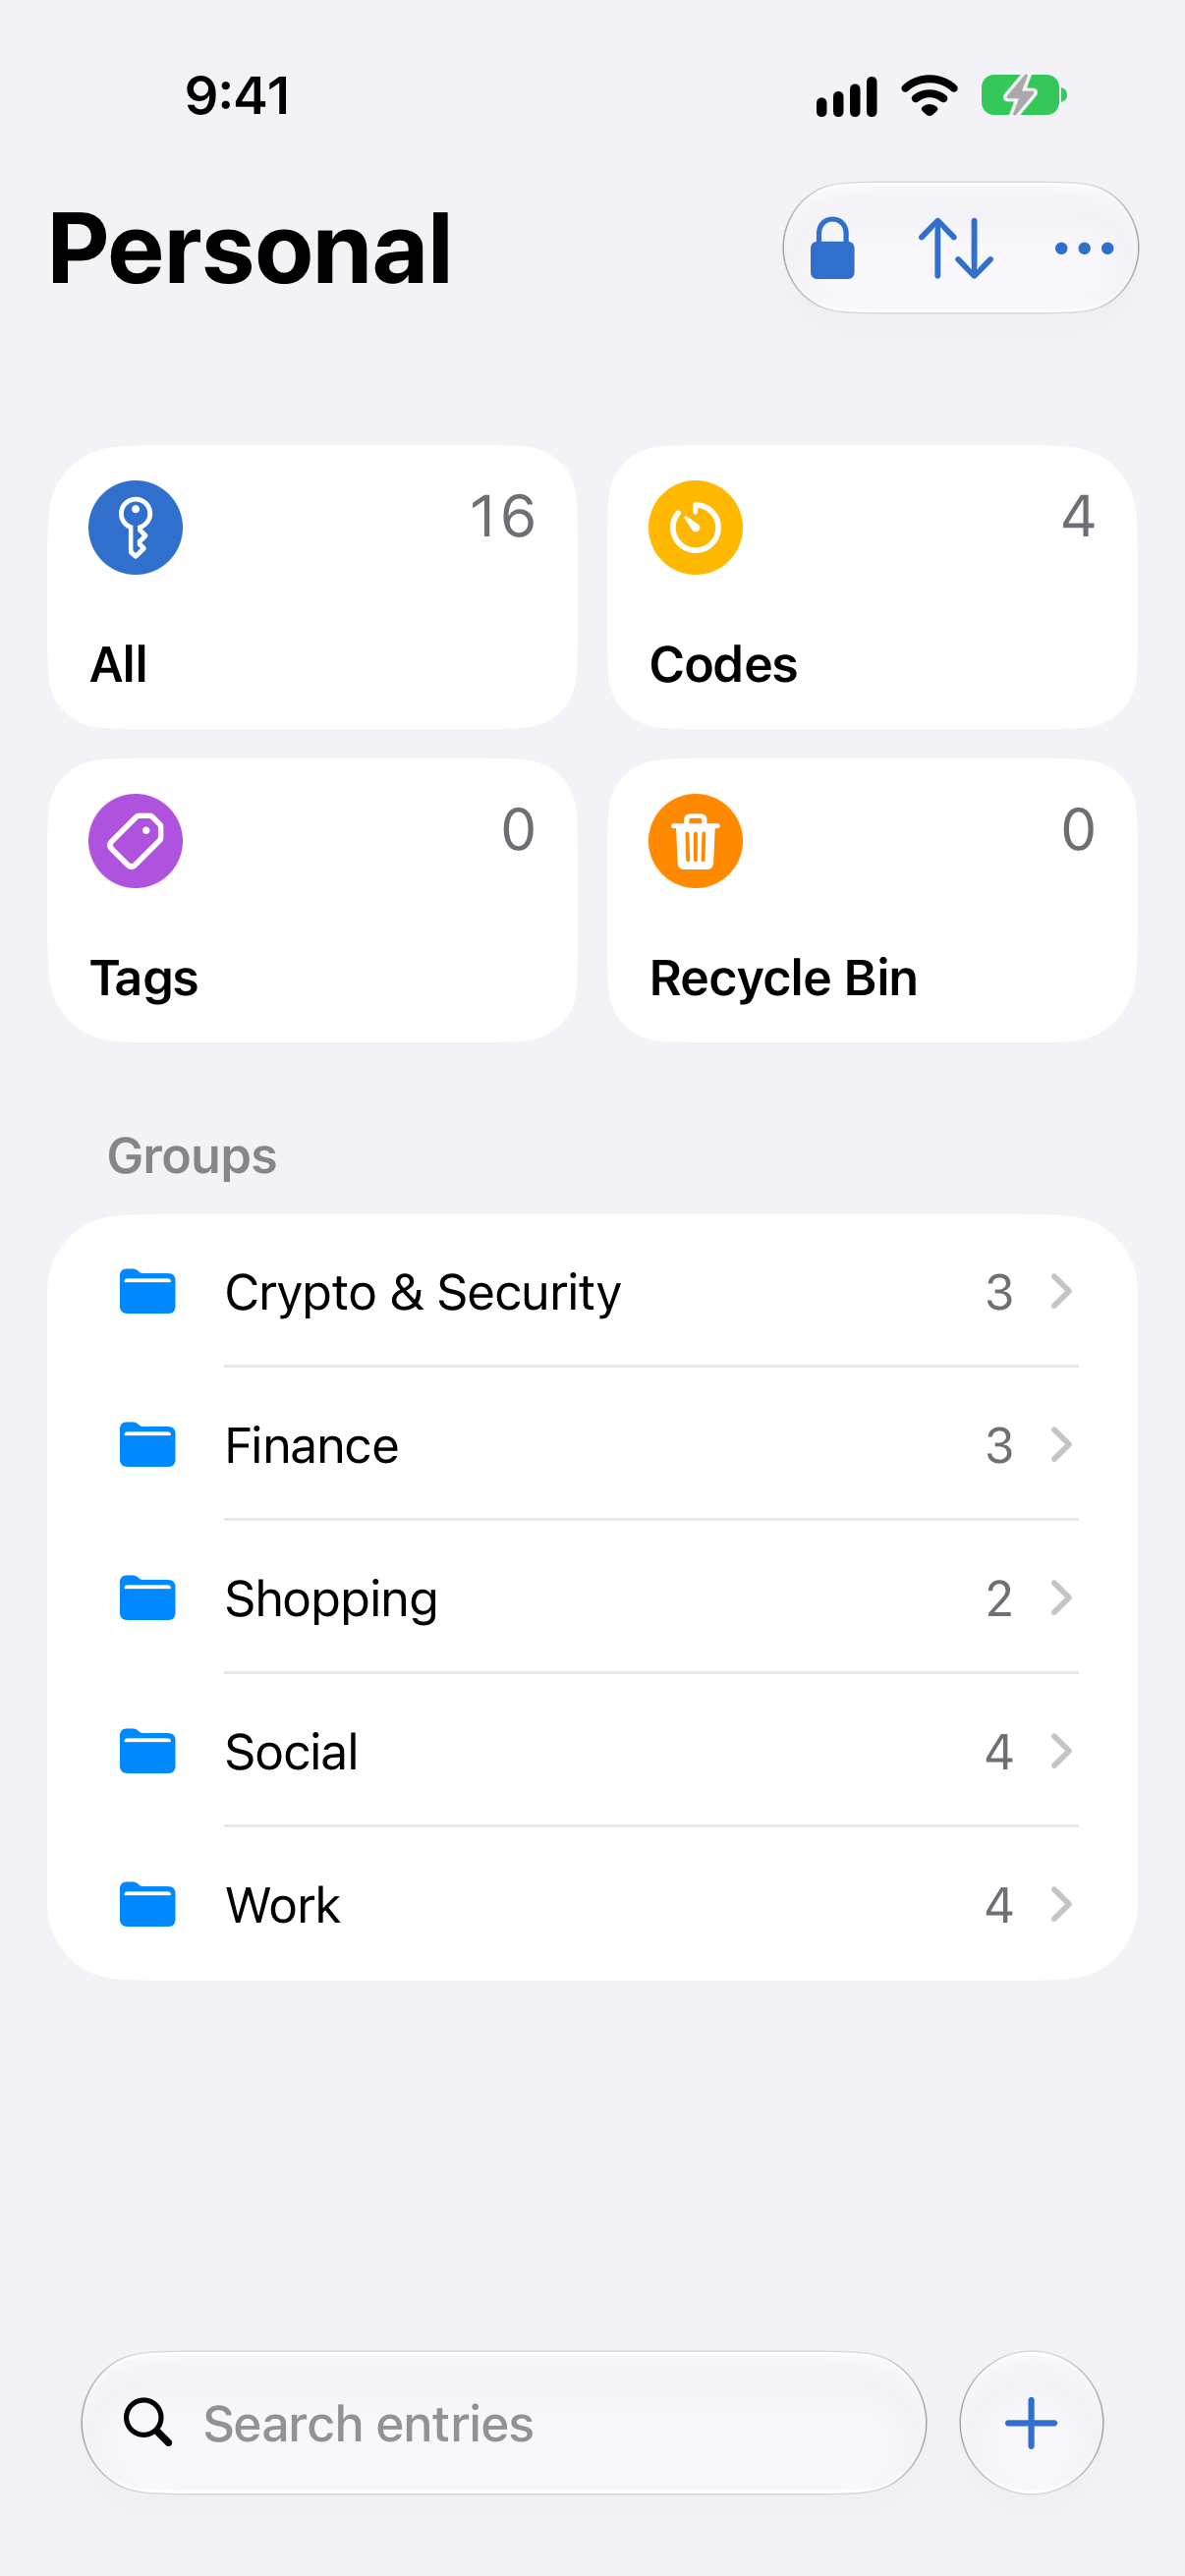 9:41
Personal
16
All
4
Codes
0
Tags
0
Recycle Bin
Groups
Crypto & Security 3
Finance 3
Shopping 2
Social 4
Work 4
Search entries